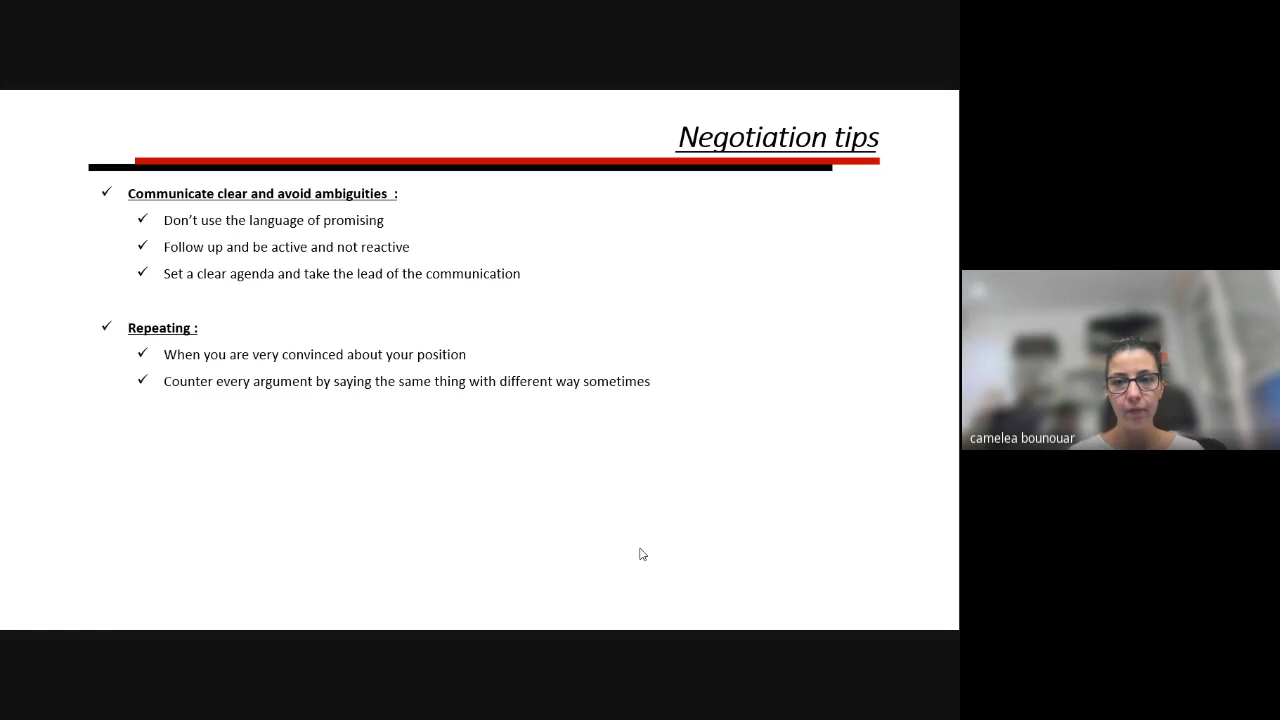 Negotiation tips
✓ Communicate clear and avoid ambiguities :
✓ Don’t use the language of promising
✓ Follow up and be active and not reactive
✓ Set a clear agenda and take the lead of the communication
✓ Repeating :
✓ When you are very convinced about your position
✓ Counter every argument by saying the same thing with different way sometimes
camelea bounouar